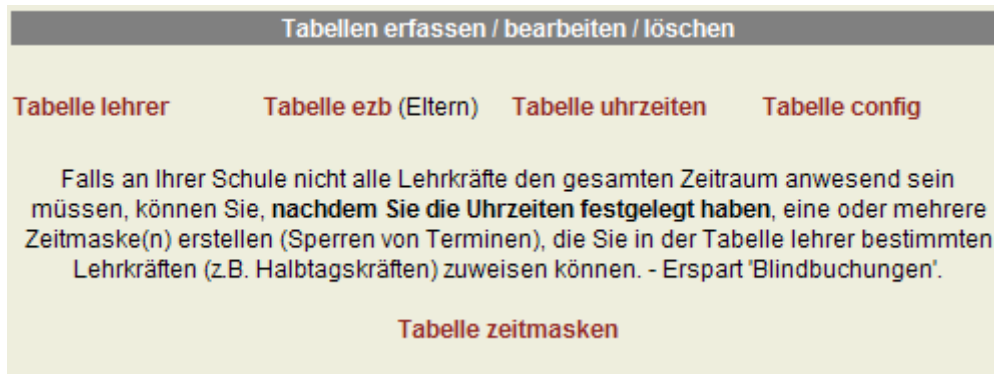 Tabellen erfassen / bearbeiten / löschen
Tabelle lehrer Tabelle ezb (Eltern) Tabelle uhrzeiten Tabelle config
Falls an Ihrer Schule nicht alle Lehrkräfte den gesamten Zeitraum anwesend sein
müssen, können Sie, nachdem Sie die Uhrzeiten festgelegt haben, eine oder mehrere
Zeitmaske(n) erstellen (Sperren von Terminen), die Sie in der Tabelle lehrer bestimmten
Lehrkräften (z.B. Halbtagskräften) zuweisen können. - Erspart 'Blindbuchungen'.
Tabelle zeitmasken